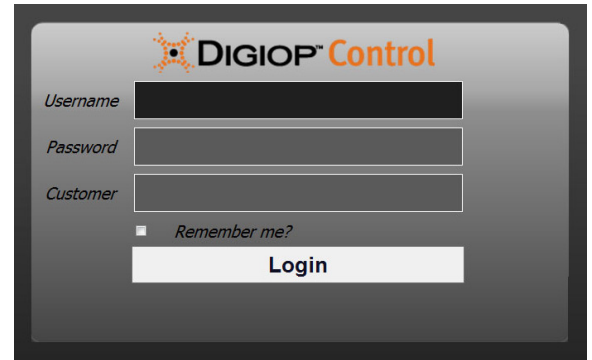 DIGIOP™ Control
Username
Password
Customer
Remember me?
Login